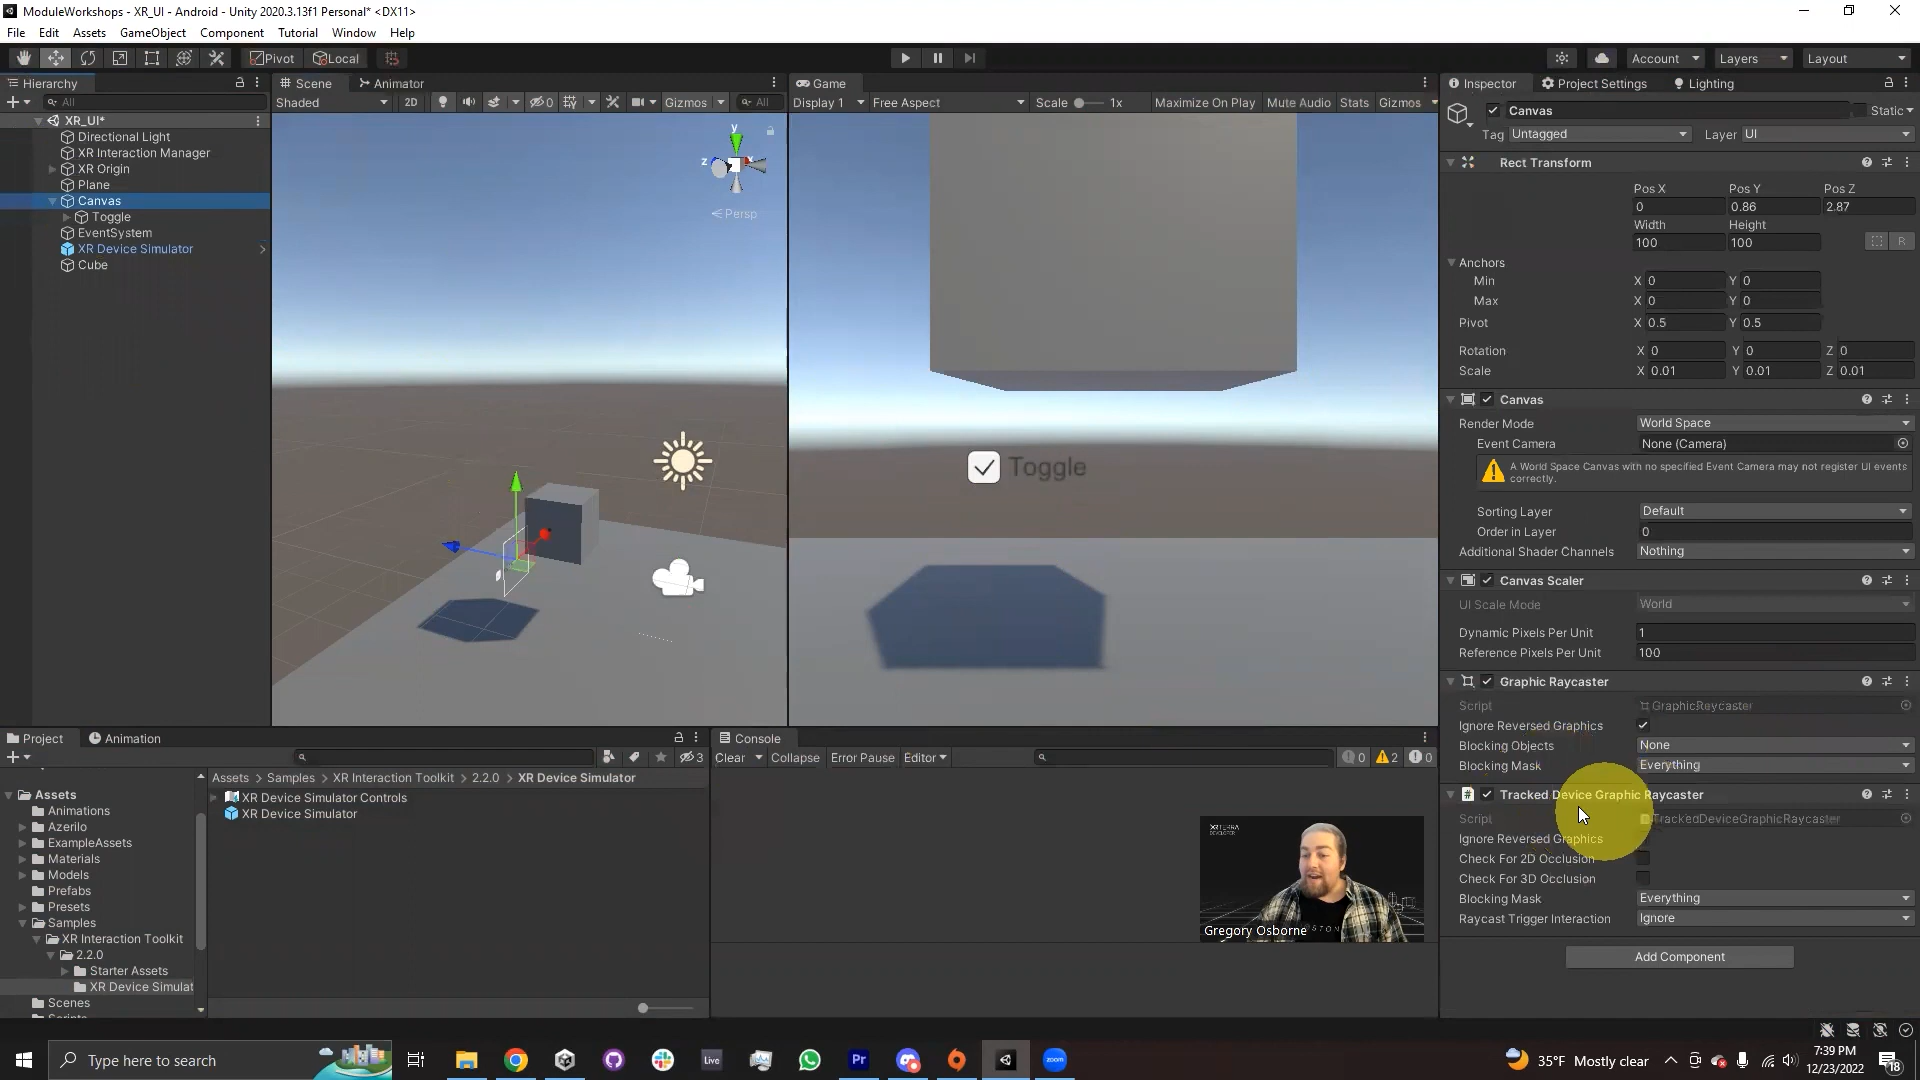 ModuleWorkshops - XR_UI - Android - Unity 2020.3.13f1 Personal* <DX11>
File Edit Assets GameObject Component Tutorial Window Help
Pivot Local
Account Layers Layout
Hierarchy
All
XR_UI*
Directional Light
XR Interaction Manager
XR Origin
Plane
Canvas
Toggle
EventSystem
XR Device Simulator
Cube
Scene Animator
Shaded 2D 0 Gizmos All
y
z x
Persp
Game
Display 1 Free Aspect Scale 1x Maximize On Play Mute Audio Stats Gizmos
Toggle
Inspector Project Settings Lighting
Canvas Static
Tag Untagged Layer UI
Rect Transform
Pos X Pos Y Pos Z
0 0.86 2.87
Width Height
100 100 R
Anchors
Min X 0 Y 0
Max X 0 Y 0
Pivot X 0.5 Y 0.5
Rotation X 0 Y 0 Z 0
Scale X 0.01 Y 0.01 Z 0.01
Canvas
Render Mode World Space
Event Camera None (Camera)
A World Space Canvas with no specified Event Camera may not register UI events
correctly.
Sorting Layer Default
Order in Layer 0
Additional Shader Channels Nothing
Canvas Scaler
UI Scale Mode World
Dynamic Pixels Per Unit 1
Reference Pixels Per Unit 100
Graphic Raycaster
Script GraphicRaycaster
Ignore Reversed Graphics
Blocking Objects None
Blocking Mask Everything
Tracked Device Graphic Raycaster
Script TrackedDeviceGraphicRaycaster
Ignore Reversed Graphics
Check For 2D Occlusion
Check For 3D Occlusion
Blocking Mask Everything
Raycast Trigger Interaction Ignore
Add Component
Project Animation
3
Assets
Animations
Azerilo
ExampleAssets
Materials
Models
Prefabs
Presets
Samples
XR Interaction Toolkit
2.2.0
Starter Assets
XR Device Simulat
Scenes
Assets > Samples > XR Interaction Toolkit > 2.2.0 > XR Device Simulator
XR Device Simulator Controls
XR Device Simulator
Console
Clear Collapse Error Pause Editor 0 2 0
XRTERRA
DEVELOPER
Gregory Osborne
Type here to search
Live
Pr
zoom
35°F Mostly clear
7:39 PM
12/23/2022
18